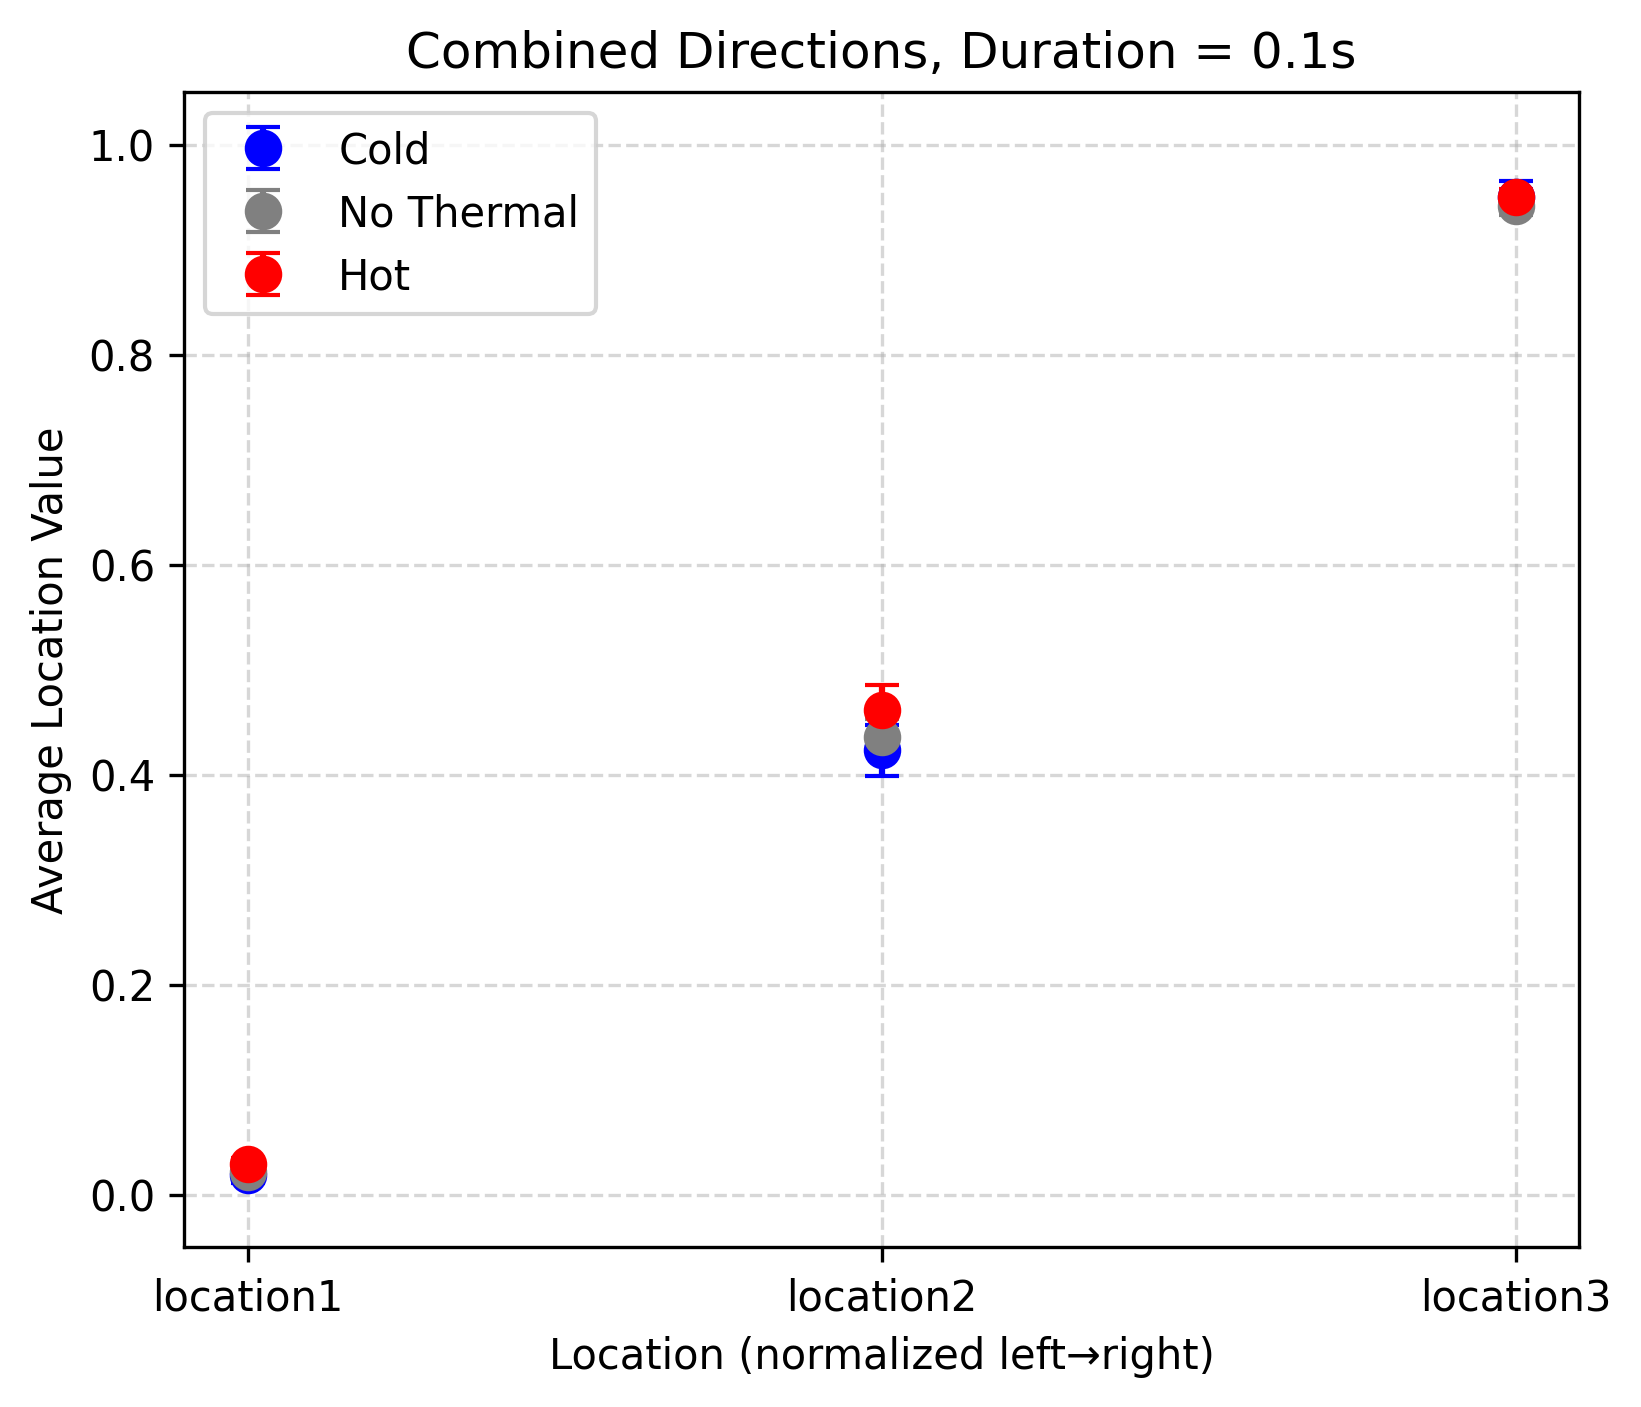 Combined Directions, Duration = 0.1s
Cold
No Thermal
Hot
1.0
0.8
0.6
0.4
0.2
0.0
Average Location Value
location1 location2 location3
Location (normalized left→right)